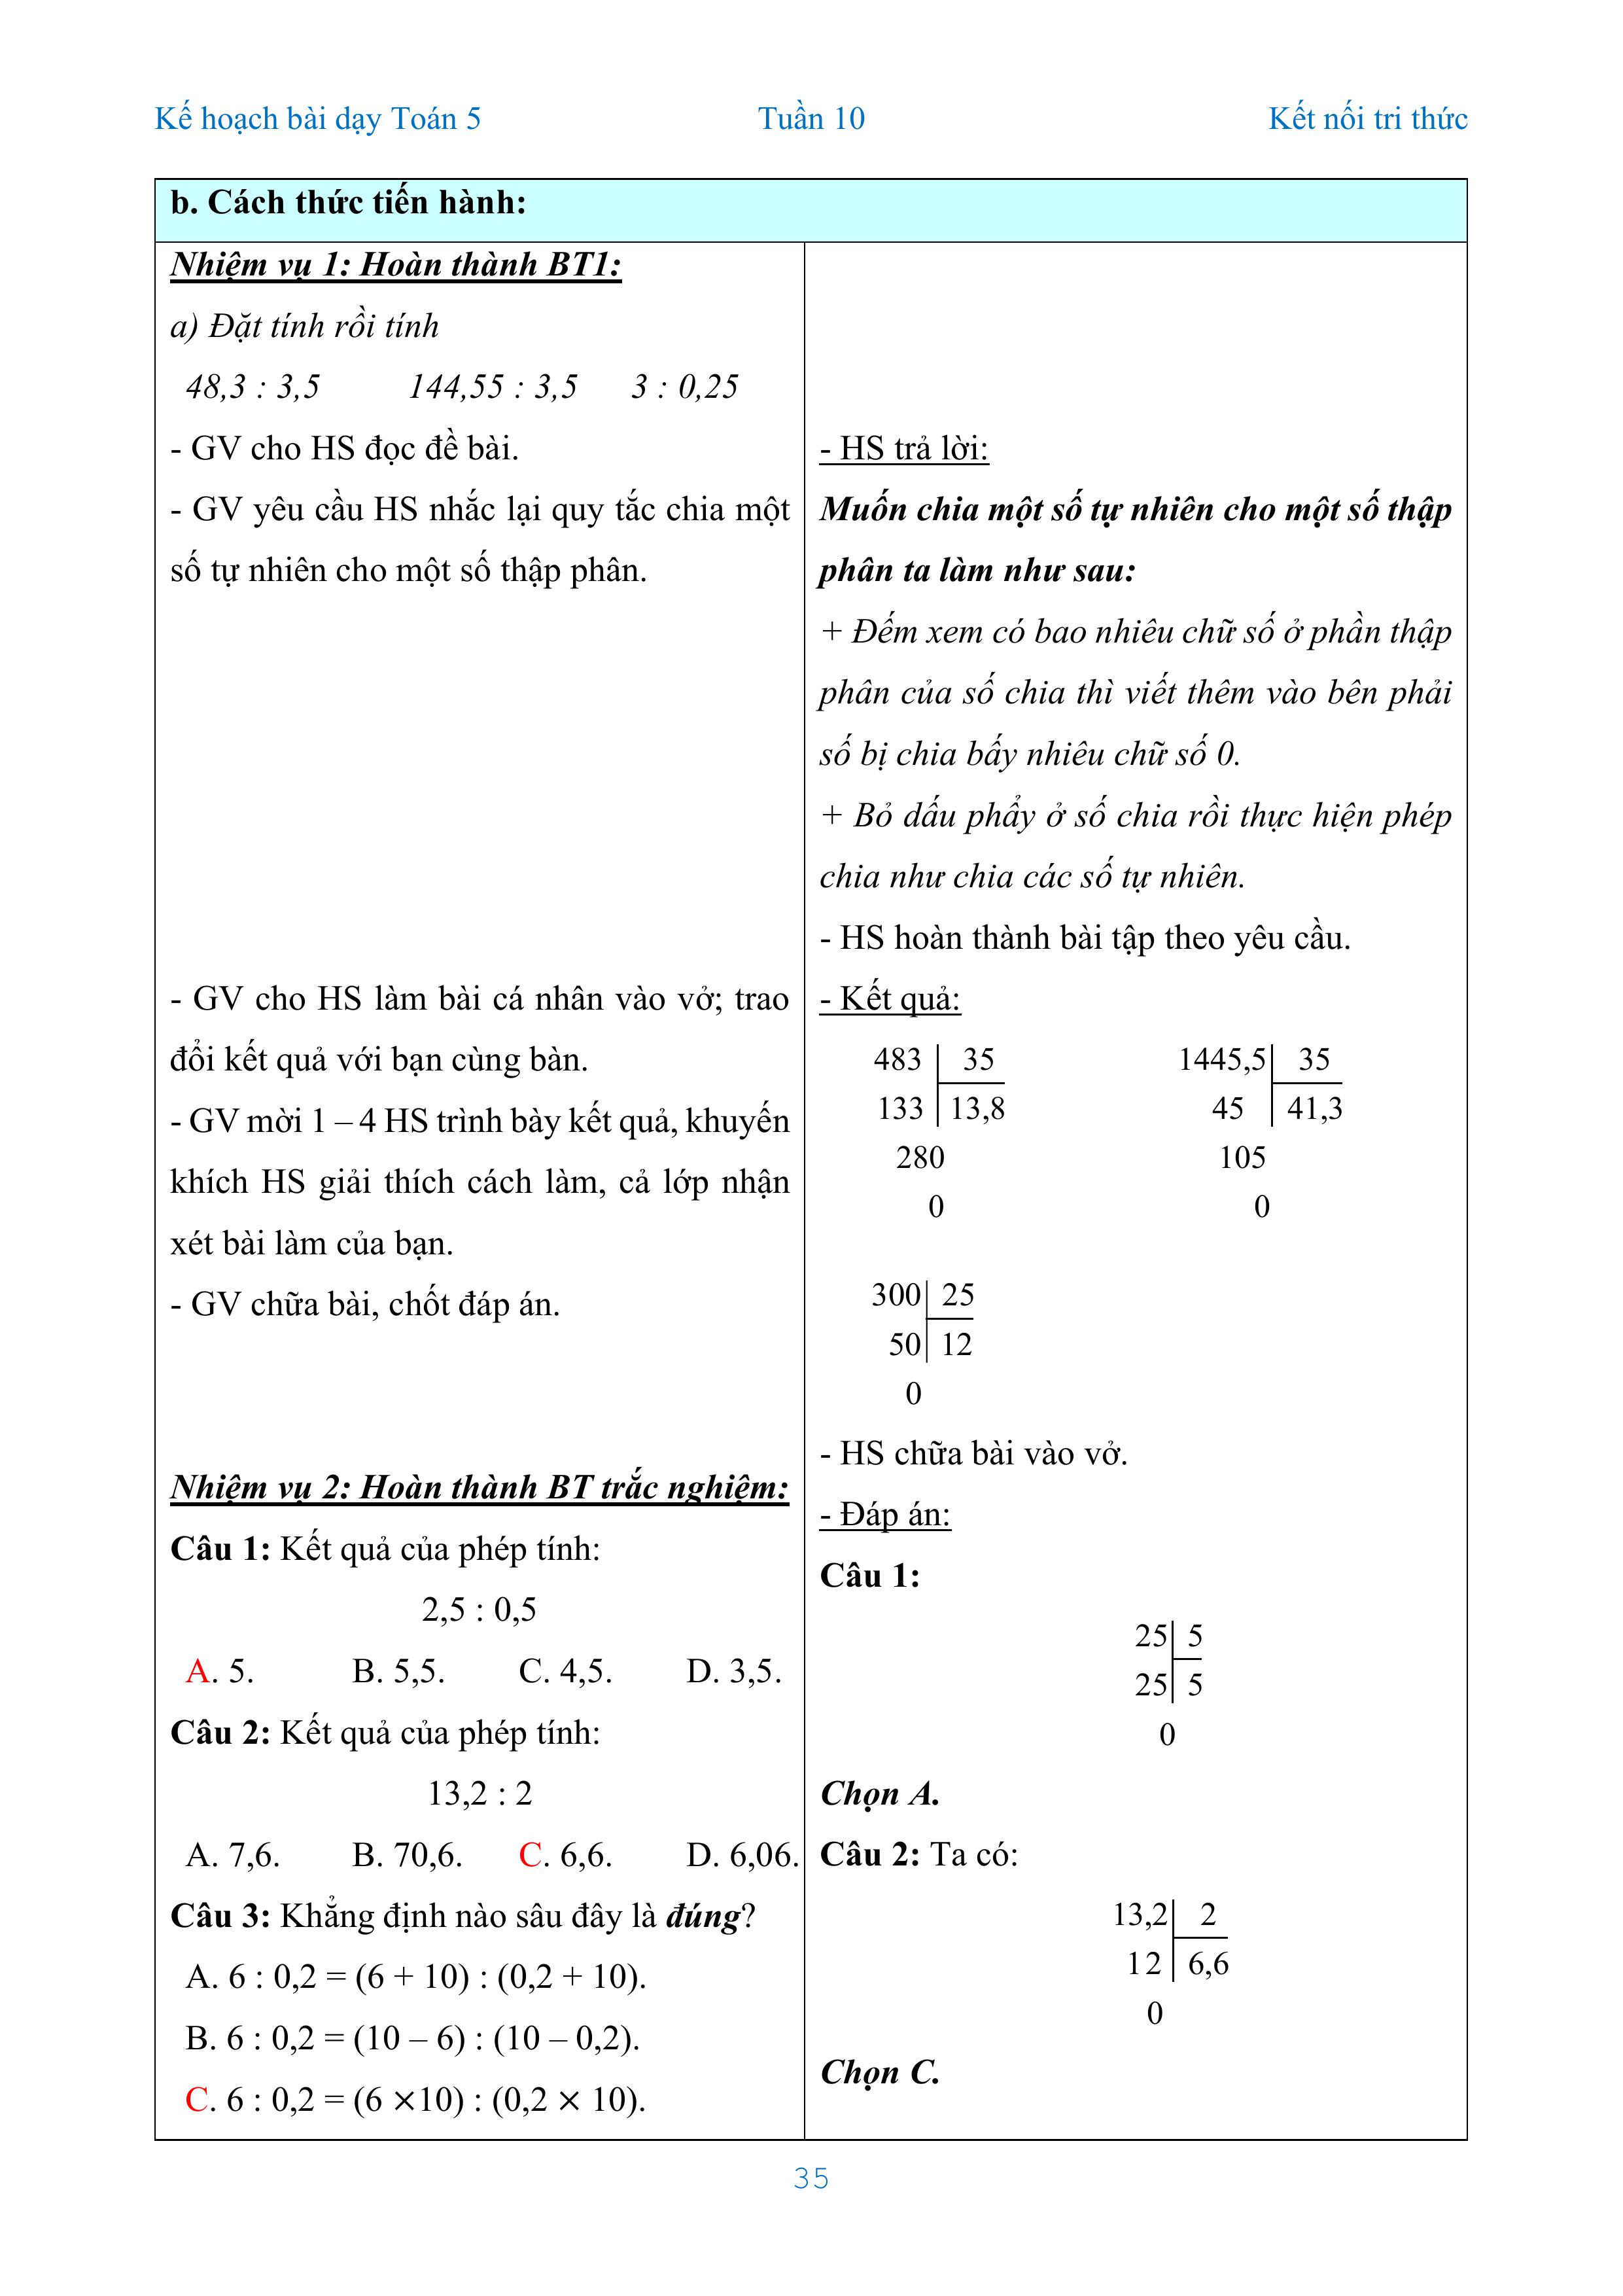 Kế hoạch bài dạy Toán 5 Tuần 10 Kết nối tri thức
b. Cách thức tiến hành:
Nhiệm vụ 1: Hoàn thành BT1:
a) Đặt tính rồi tính
48,3 : 3,5 144,55 : 3,5 3 : 0,25
- GV cho HS đọc đề bài.
- GV yêu cầu HS nhắc lại quy tắc chia một
số tự nhiên cho một số thập phân.
- GV cho HS làm bài cá nhân vào vở; trao
đổi kết quả với bạn cùng bàn.
- GV mời 1 – 4 HS trình bày kết quả, khuyến
khích HS giải thích cách làm, cả lớp nhận
xét bài làm của bạn.
- GV chữa bài, chốt đáp án.
Nhiệm vụ 2: Hoàn thành BT trắc nghiệm:
Câu 1: Kết quả của phép tính:
2,5 : 0,5
A. 5. B. 5,5. C. 4,5. D. 3,5.
Câu 2: Kết quả của phép tính:
13,2 : 2
A. 7,6. B. 70,6. C. 6,6. D. 6,06.
Câu 3: Khẳng định nào sâu đây là đúng?
A. 6 : 0,2 = (6 + 10) : (0,2 + 10).
B. 6 : 0,2 = (10 – 6) : (10 – 0,2).
C. 6 : 0,2 = (6 ×10) : (0,2 × 10).
- HS trả lời:
Muốn chia một số tự nhiên cho một số thập
phân ta làm như sau:
+ Đếm xem có bao nhiêu chữ số ở phần thập
phân của số chia thì viết thêm vào bên phải
số bị chia bấy nhiêu chữ số 0.
+ Bỏ dấu phẩy ở số chia rồi thực hiện phép
chia như chia các số tự nhiên.
- HS hoàn thành bài tập theo yêu cầu.
- Kết quả:
483 35 1445,5 35
133 13,8 45 41,3
280 105
0 0
300 25
50 12
0
- HS chữa bài vào vở.
- Đáp án:
Câu 1:
25 5
25 5
0
Chọn A.
Câu 2: Ta có:
13,2 2
12 6,6
0
Chọn C.
35